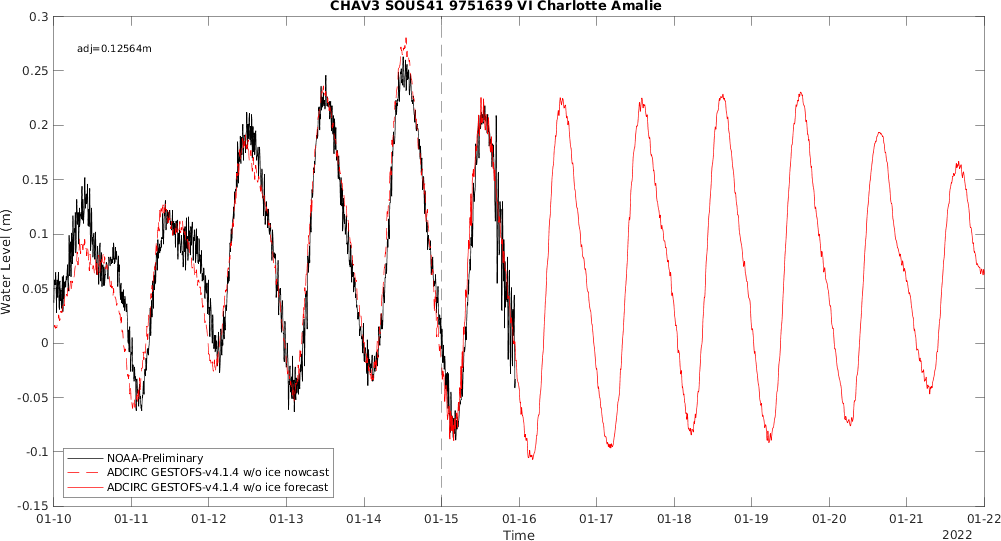 CHAV3 SOUS41 9751639 VI Charlotte Amalie
adj=0.12564m
0.3
0.25
0.2
0.15
0.1
0.05
0
-0.05
-0.1
-0.15
Water Level (m)
NOAA-Preliminary
ADCIRC GESTOFS-v4.1.4 w/o ice nowcast
ADCIRC GESTOFS-v4.1.4 w/o ice forecast
01-10 01-11 01-12 01-13 01-14 01-15 01-16 01-17 01-18 01-19 01-20 01-21 01-22
Time
2022